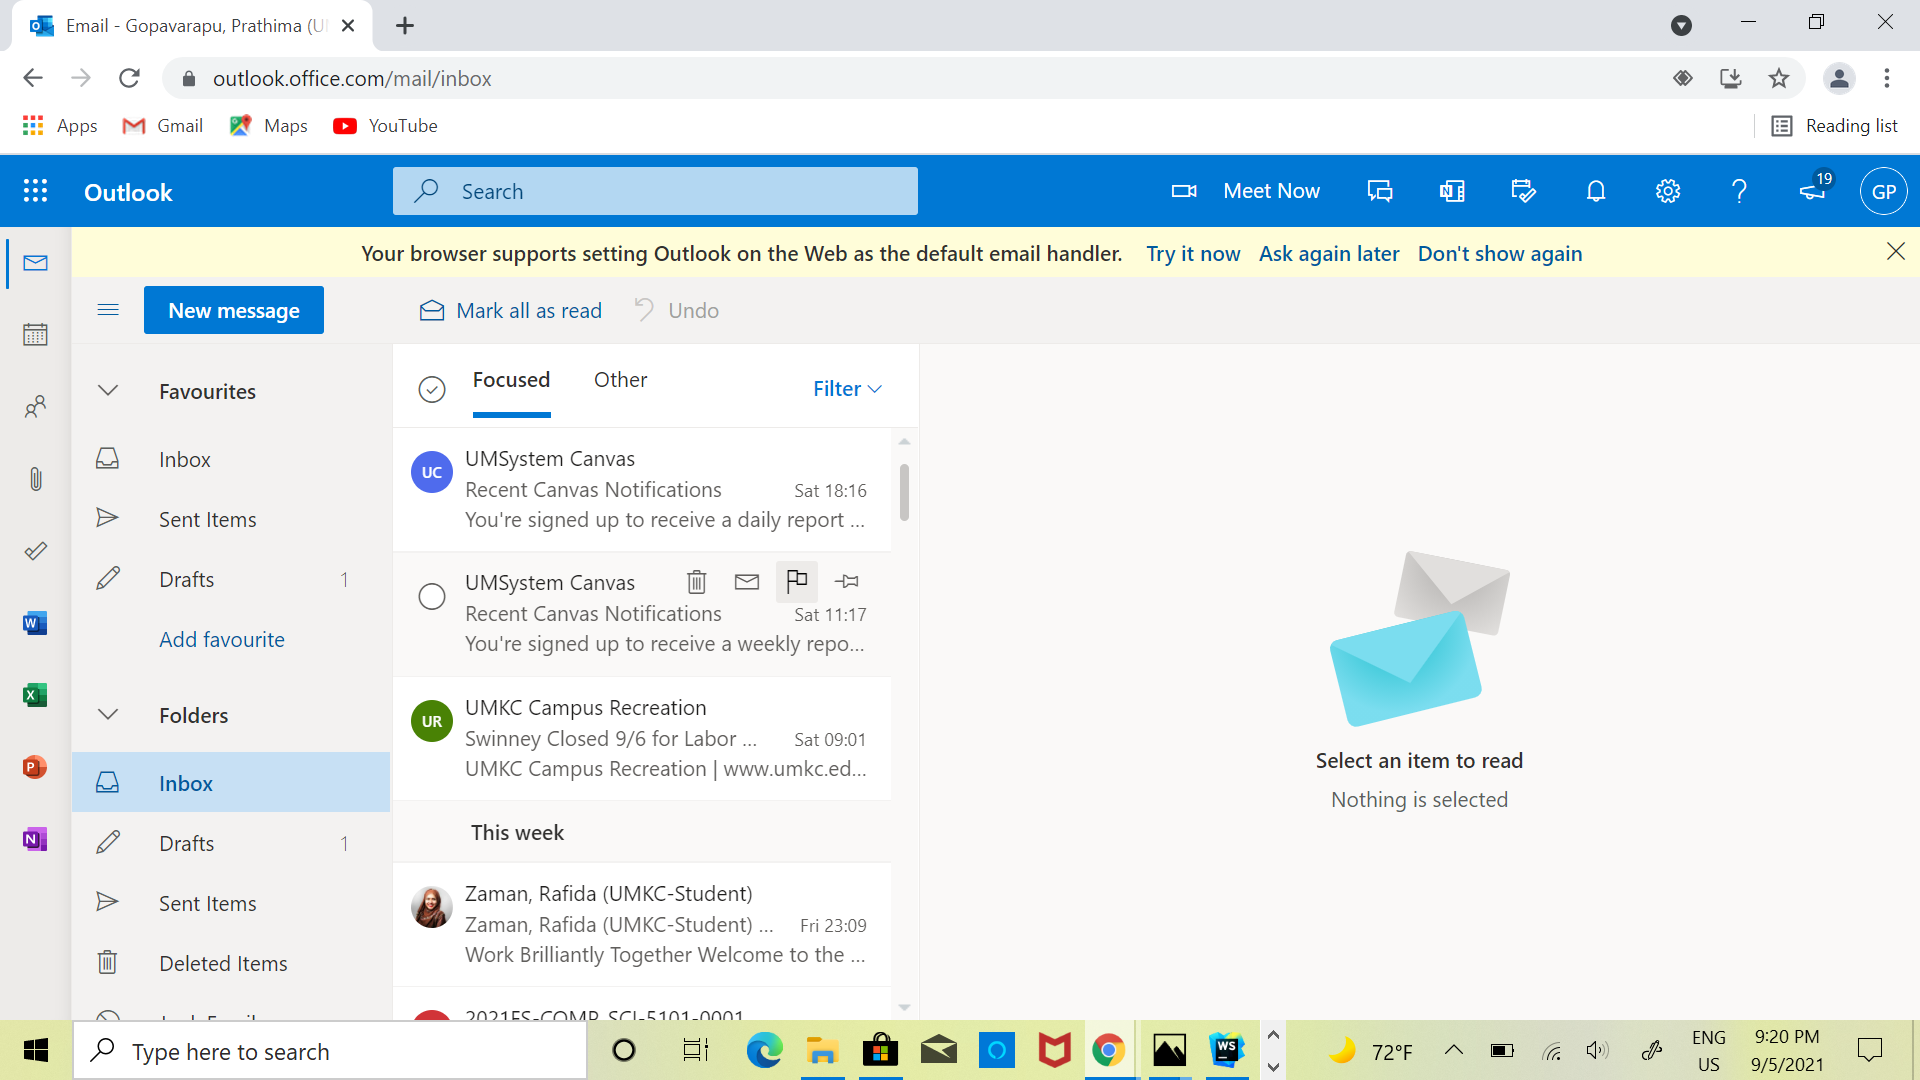 Email - Gopavarapu, Prathima (U
outlook.office.com/mail/inbox
Apps
Gmail
Maps
YouTube
Reading list
Outlook
Search
Meet Now
19
GP
Your browser supports setting Outlook on the Web as the default email handler. Try it now Ask again later Don't show again
New message
Mark all as read
Undo
Favourites
Inbox
Sent Items
Drafts 1
Add favourite
Folders
Inbox
Drafts 1
Sent Items
Deleted Items
Focused
Other
Filter
UC
UMSystem Canvas
Recent Canvas Notifications Sat 18:16
You're signed up to receive a daily report ...
UMSystem Canvas
Recent Canvas Notifications Sat 11:17
You're signed up to receive a weekly repo...
UR
UMKC Campus Recreation
Swinney Closed 9/6 for Labor ... Sat 09:01
UMKC Campus Recreation | www.umkc.ed...
This week
Zaman, Rafida (UMKC-Student)
Zaman, Rafida (UMKC-Student) ... Fri 23:09
Work Brilliantly Together Welcome to the ...
2021FS-COMP_SCI-5101-0001
Select an item to read
Nothing is selected
Type here to search
WS
72°F
ENG
US
9:20 PM
9/5/2021